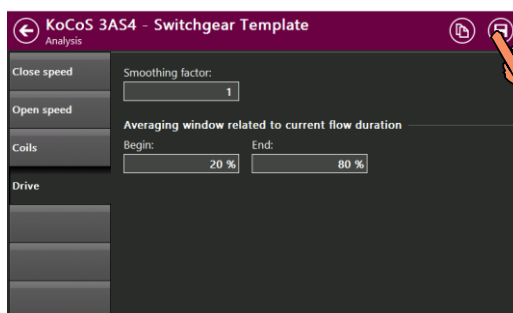 KoCoS 3AS4 - Switchgear Template
Analysis
Close speed
Open speed
Coils
Drive
Smoothing factor:
1
Averaging window related to current flow duration
Begin: End:
20 % 80 %